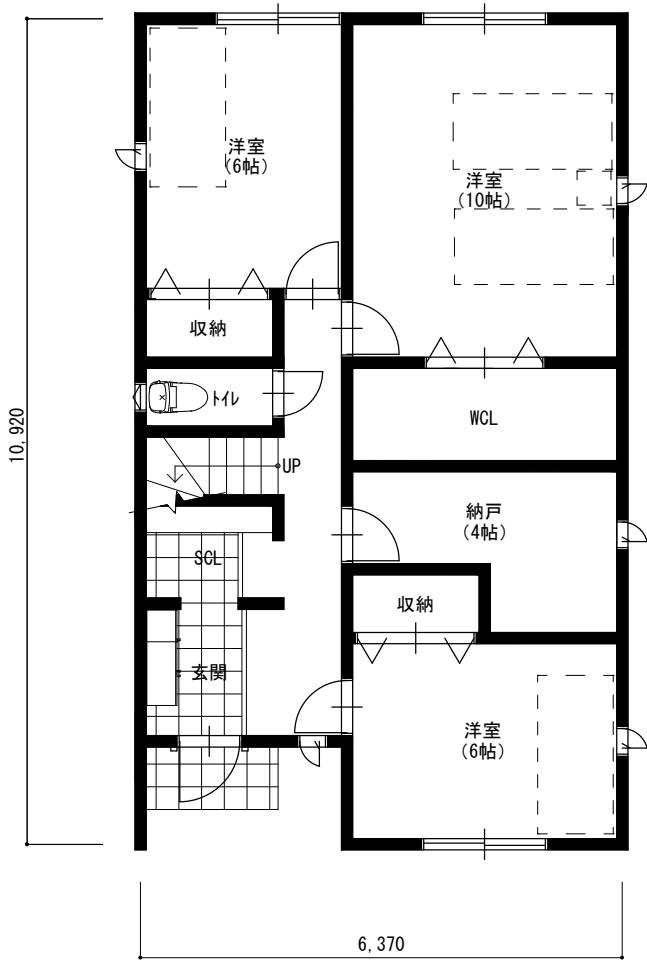 洋室
(6帖)
洋室
(10帖)
収納
トイレ
WCL
10,920
UP
納戸
(4帖)
SCL
収納
玄関
洋室
(6帖)
6,370